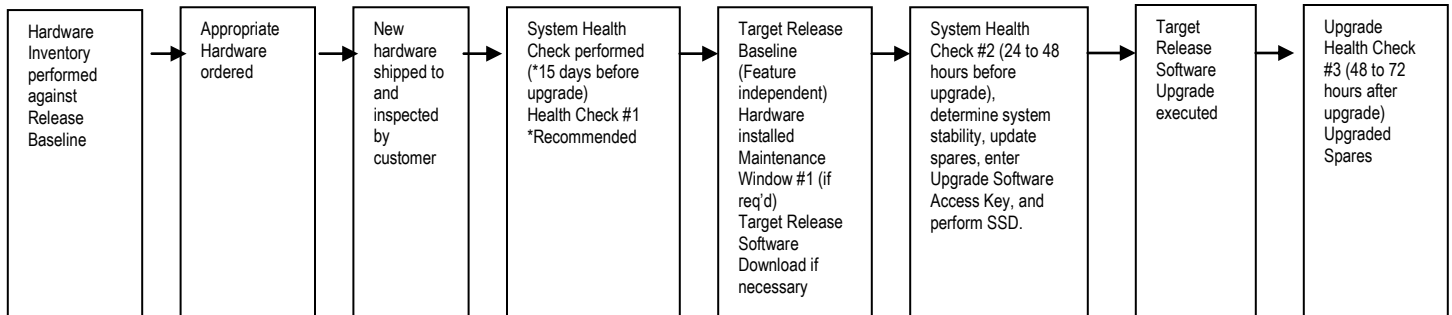 Hardware
Inventory
performed
against
Release
Baseline
Appropriate
Hardware
ordered
New
hardware
shipped to
and
inspected
by
customer
System Health
Check performed
(*15 days before
upgrade)
Health Check #1
*Recommended
Target Release
Baseline
(Feature
independent)
Hardware
installed
Maintenance
Window #1 (if
req'd)
Target Release
Software
Download if
necessary
System Health
Check #2 (24 to 48
hours before
upgrade),
determine system
stability, update
spares, enter
Upgrade Software
Access Key, and
perform SSD.
Target
Release
Software
Upgrade
executed
Upgrade
Health Check
#3 (48 to 72
hours after
upgrade)
Upgraded
Spares